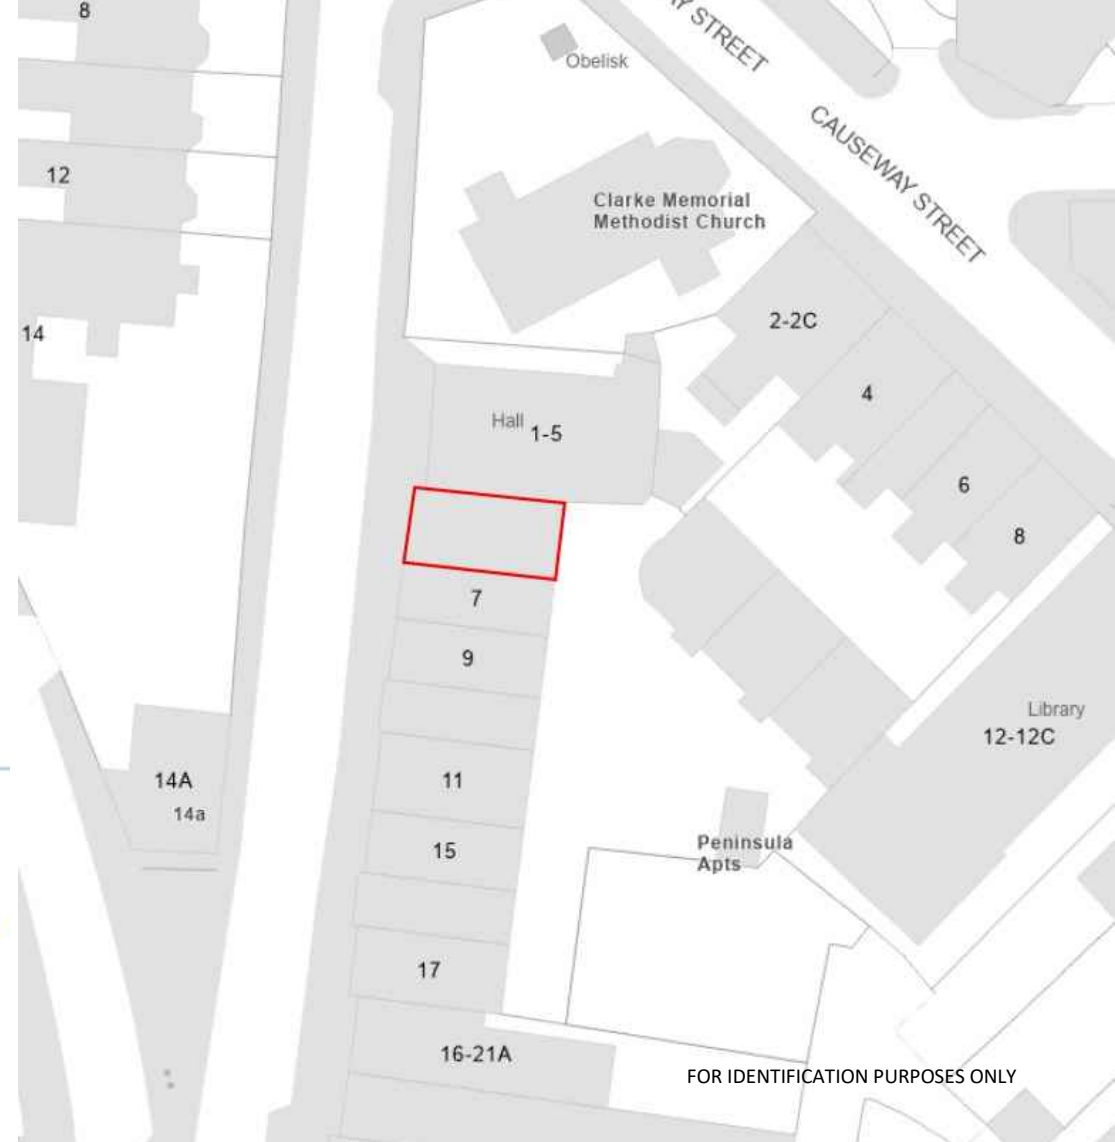 8
Obelisk
Y STREET
CAUSEWAY STREET
12
Clarke Memorial
Methodist Church
14
2-2C
4
Hall
1-5
6
8
7
9
Library
12-12C
11
14A
14a
15
Peninsula
Apts
17
16-21A
FOR IDENTIFICATION PURPOSES ONLY